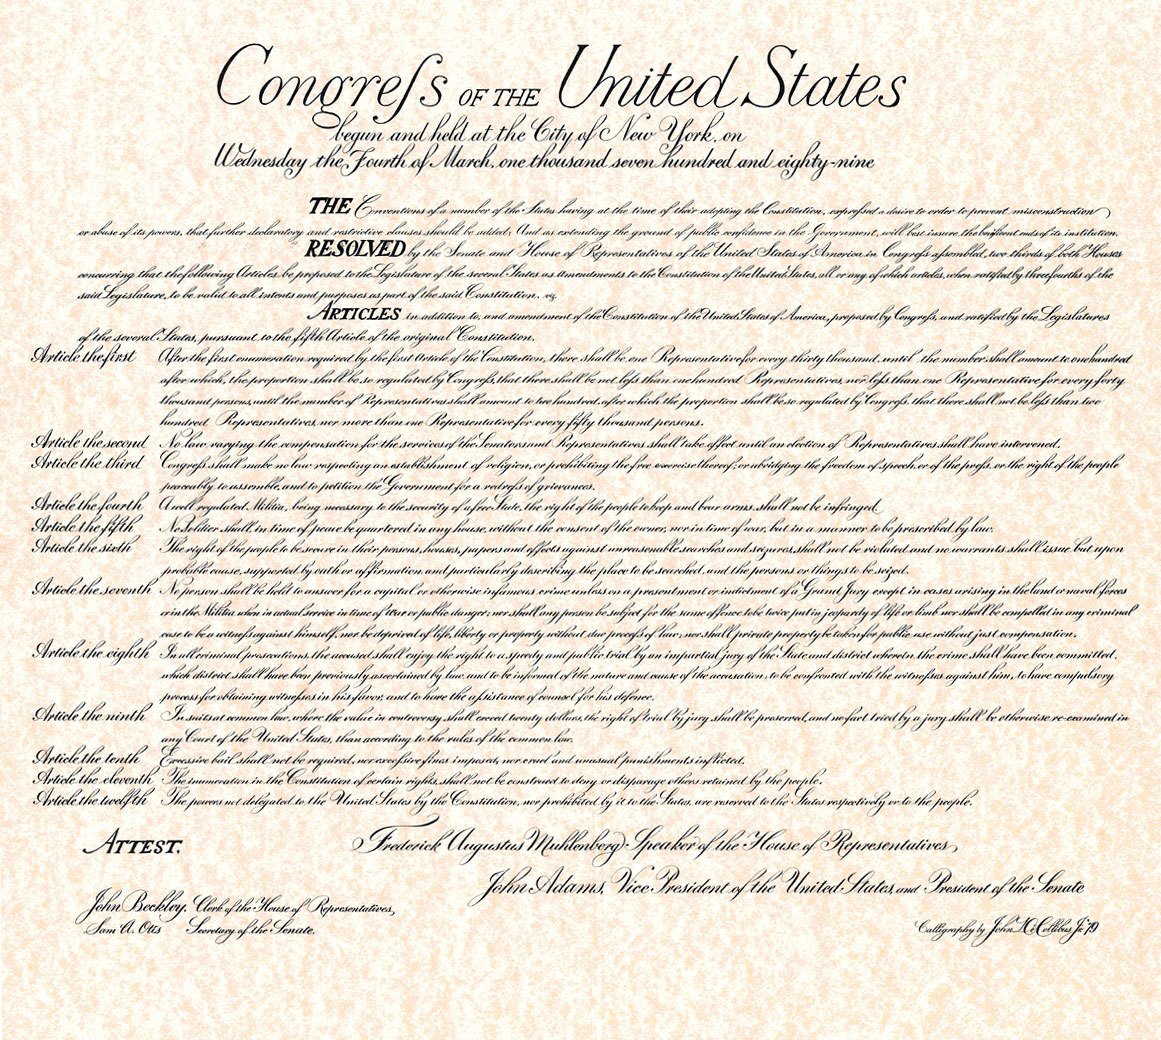 Congreſs OF THE United States
begun and held at the City of New York, on
Wednesday the Fourth of March, one thousand seven hundred and eighty-nine
THE Conventions of a number of the States having at the time of their adopting the Constitution, expreſsed a desire to order to prevent misconstruction
or abuse of its powers, that further declaratory and restrictive clauses should be added; And as extending the ground of public confidence in the Government, will best insure the ends of its institution.
RESOLVED by the Senate and House of Representatives of the United States of America in Congreſs aſsembled, two thirds of both Houses
concurring that the following Articles, be proposed to the Legislature of the several States as amendments to the Constitution of the United States, all or any of which articles, when ratified by three fourths of the
said Legislature, to be valid to all intents and purposes as part of the said Constitution. viz.
ARTICLES in addition to, and amendment of the Constitution of the United States of America, proposed by Congreſs, and ratified by the Legislatures
of the several States, pursuant to the fifth Article of the original Constitution.
Article the first After the first enumeration required by the first Article of the Constitution, there shall be one Representative for every thirty thousand, until the number shall amount to one hundred
after which, the proportion shall be so regulated by Congreſs, that there shall be not leſs than one hundred Representatives, nor leſs than one Representative for every forty
thousand persons, until the number of Representatives shall amount to two hundred, after which the proportion shall be so regulated by Congreſs, that there shall not be leſs than two
hundred Representatives, nor more than one Representative for every fifty thousand persons.
Article the second No law varying the compensation for the services of the Senators and Representatives, shall take effect until an election of Representatives shall have intervened.
Article the third Congreſs shall make no law respecting an establishment of religion, or prohibiting the free exercise thereof; or abridging the freedom of speech, or of the preſs, or the right of the people
peaceably to assemble, and to petition the Government for a redreſs of grievances.
Article the fourth A well regulated Militia, being necessary to the security of a free State, the right of the people to keep and bear arms, shall not be infringed.
Article the fifth No Soldier shall, in time of peace be quartered in any house, without the consent of the owner, nor in time of war, but in a manner to be prescribed by law.
Article the sixth The right of the people to be secure in their persons, houses, papers and effects against unreasonable searches and seizures, shall not be violated and no warrants shall issue but upon
probable cause, supported by oath or affirmation and particularly describing the place to be searched, and the persons or things to be seized.
Article the seventh No person shall be held to answer for a capital or otherwise infamous crime unless on a presentment or indictment of a Grand Jury except in cases arising in the land or naval forces
or in the Militia when in actual service in time of War or public danger; nor shall any person be subject for the same offence to be twice put in jeopardy of life or limb nor shall be compelled in any criminal
case to be a witneſs against himself, nor be deprived of life, liberty or property without due proceſs of law; nor shall private property be taken for public use without just compensation.
Article the eighth In all criminal prosecutions, the accused shall enjoy the right to a speedy and public trial by an impartial jury of the State and district wherein the crime shall have been committed,
which district shall have been previously ascertained by law, and to be informed of the nature and cause of the accusation, to be confronted with the witneſses against him; to have compulsory
process for obtaining witnesses in his favor, and to have the aſsistance of counsel for his defence.
Article the ninth In suits at common law, where the value in controversy shall exceed twenty dollars, the right of trial by jury shall be preserved, and no fact tried by a jury shall be otherwise re-examined in
any Court of the United States, than according to the rules of the common law.
Article the tenth Excessive bail shall not be required, nor excessive fines imposed, nor cruel and unusual punishments inflicted.
Article the eleventh The enumeration in the Constitution of certain rights, shall not be construed to deny or disparage others retained by the people.
Article the twelfth The powers not delegated to the United States by the Constitution, nor prohibited by it to the States, are reserved to the States respectively or to the people.
ATTEST,
Frederick Augustus Muhlenberg Speaker of the House of Representatives,
John Adams, Vice President of the United States, and President of the Senate
John Beckley, Clerk of the House of Representatives,
Sam A. Otis Secretary of the Senate.
Calligraphy by John McCollibus Jr. '79